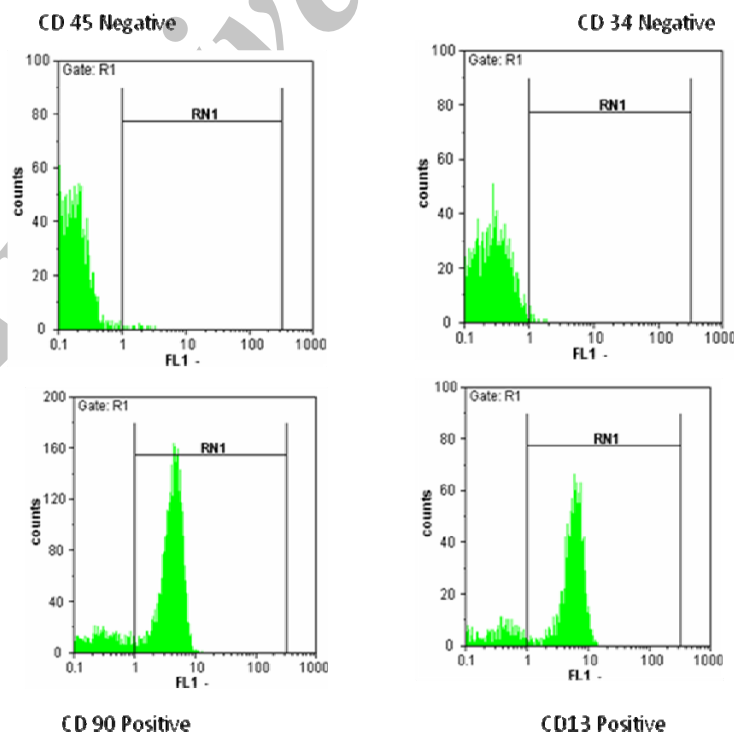 CD 45 Negative
CD 34 Negative
Gate: R1
RN1
counts
100
80
60
40
20
0
0.1 1 10 100 1000
FL1 -
Gate: R1
RN1
counts
100
80
60
40
20
0
0.1 1 10 100 1000
FL1 -
Gate: R1
RN1
counts
200
160
120
80
40
0
0.1 1 10 100 1000
FL1 -
CD 90 Positive
Gate: R1
RN1
counts
100
80
60
40
20
0
0.1 1 10 100 1000
FL1 -
CD13 Positive